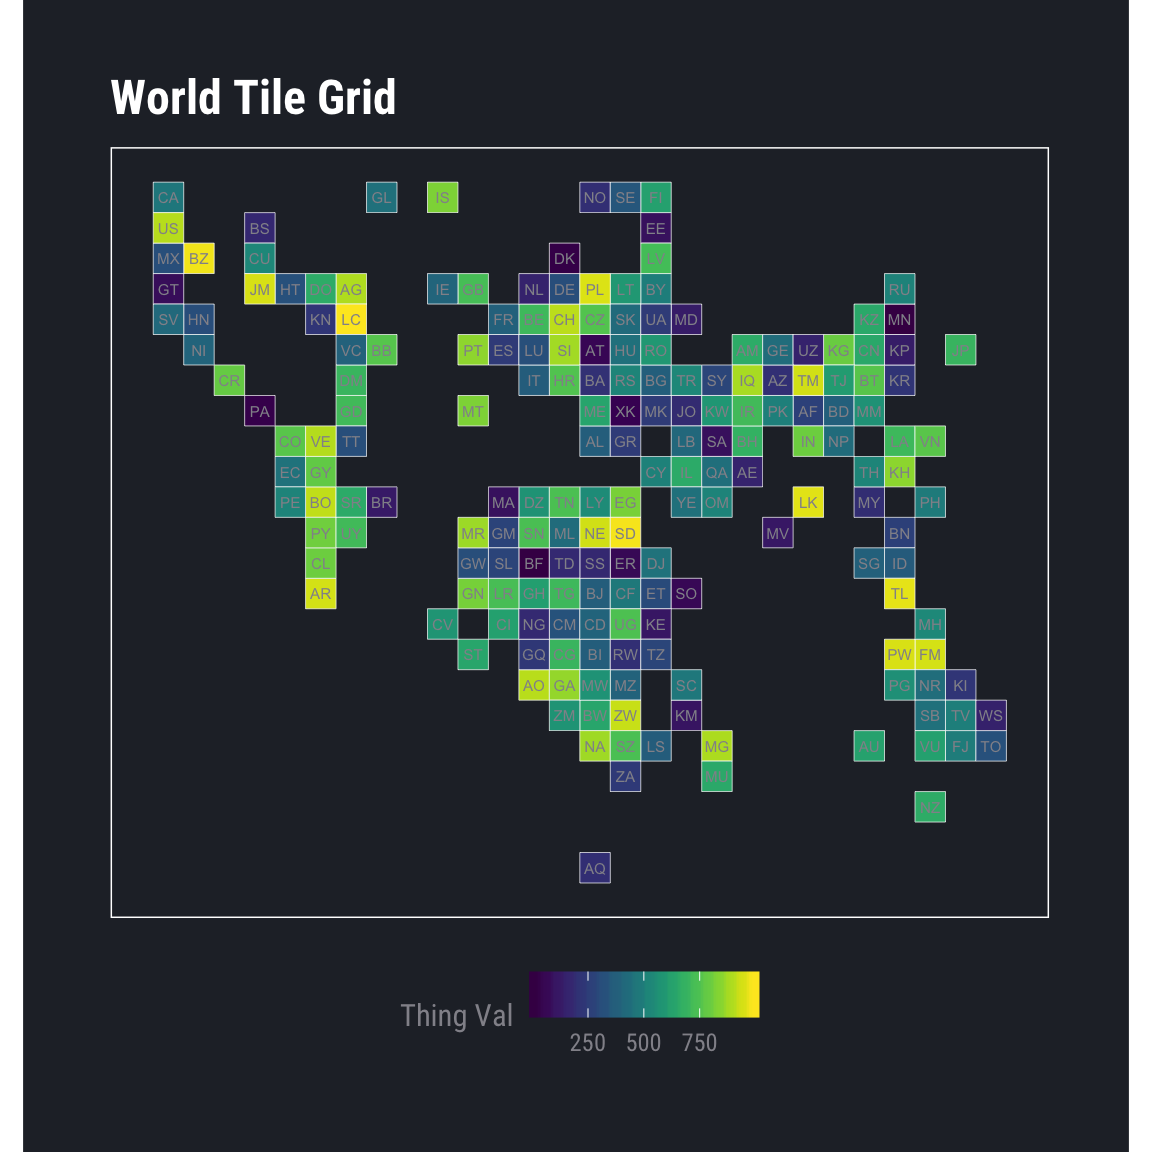 World Tile Grid
CA GL IS NO SE FI
US BS EE
MX BZ CU DK LV
GT JM HT DO AG IE GB NL DE PL LT BY RU
SV HN KN LC FR BE CH CZ SK UA MD KZ MN
NI VC BB PT ES LU SI AT HU RO AM GE UZ KG CN KP JP
CR DM IT HR BA RS BG TR SY IQ AZ TM TJ BT KR
PA GD MT ME XK MK JO KW IR PK AF BD MM
CO VE TT AL GR LB SA BH IN NP LA VN
EC GY CY IL QA AE TH KH
PE BO SR BR MA DZ TN LY EG YE OM LK MY PH
PY UY MR GM SN ML NE SD MV BN
CL GW SL BF TD SS ER DJ SG ID
AR GN LR GH TG BJ CF ET SO TL
CV CI NG CM CD UG KE MH
ST GQ CG BI RW TZ PW FM
AO GA MW MZ SC PG NR KI
ZM BW ZW KM SB TV WS
NA SZ LS MG AU VU FJ TO
ZA MU
NZ
AQ
Thing Val
250 500 750